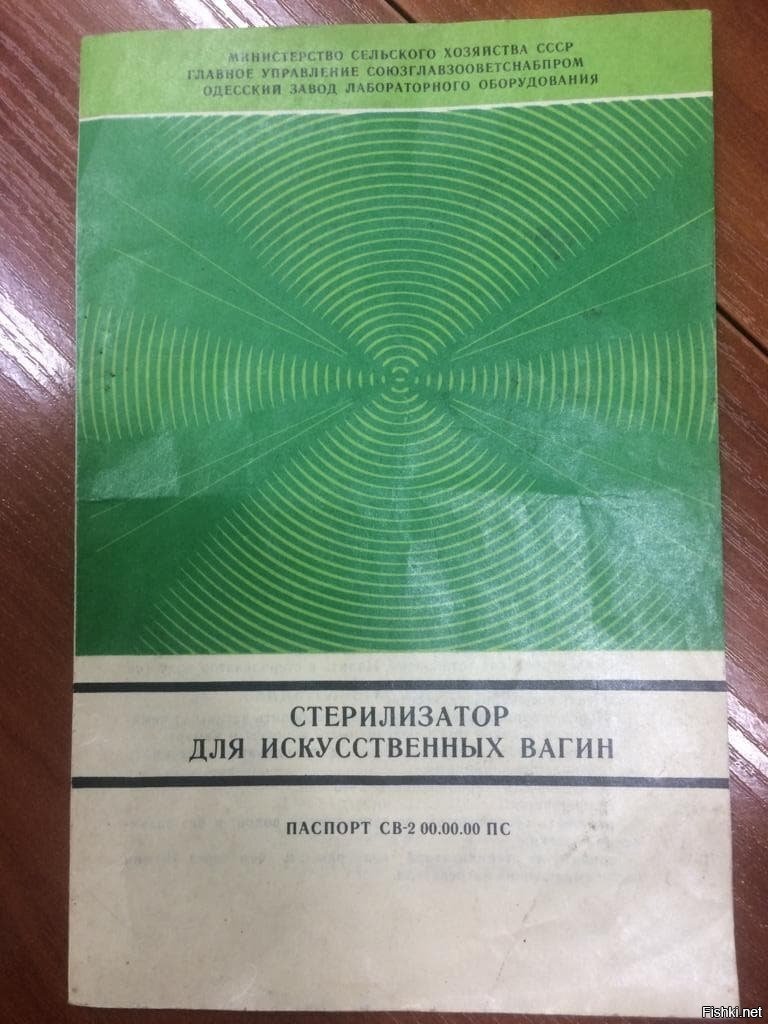 МИНИСТЕРСТВО СЕЛЬСКОГО ХОЗЯЙСТВА СССР
ГЛАВНОЕ УПРАВЛЕНИЕ СОЮЗГЛАВЗООВЕТСНАБПРОМ
ОДЕССКИЙ ЗАВОД ЛАБОРАТОРНОГО ОБОРУДОВАНИЯ
СТЕРИЛИЗАТОР
ДЛЯ ИСКУССТВЕННЫХ ВАГИН
ПАСПОРТ СВ-2 00.00.00 ПС
Fishki.net